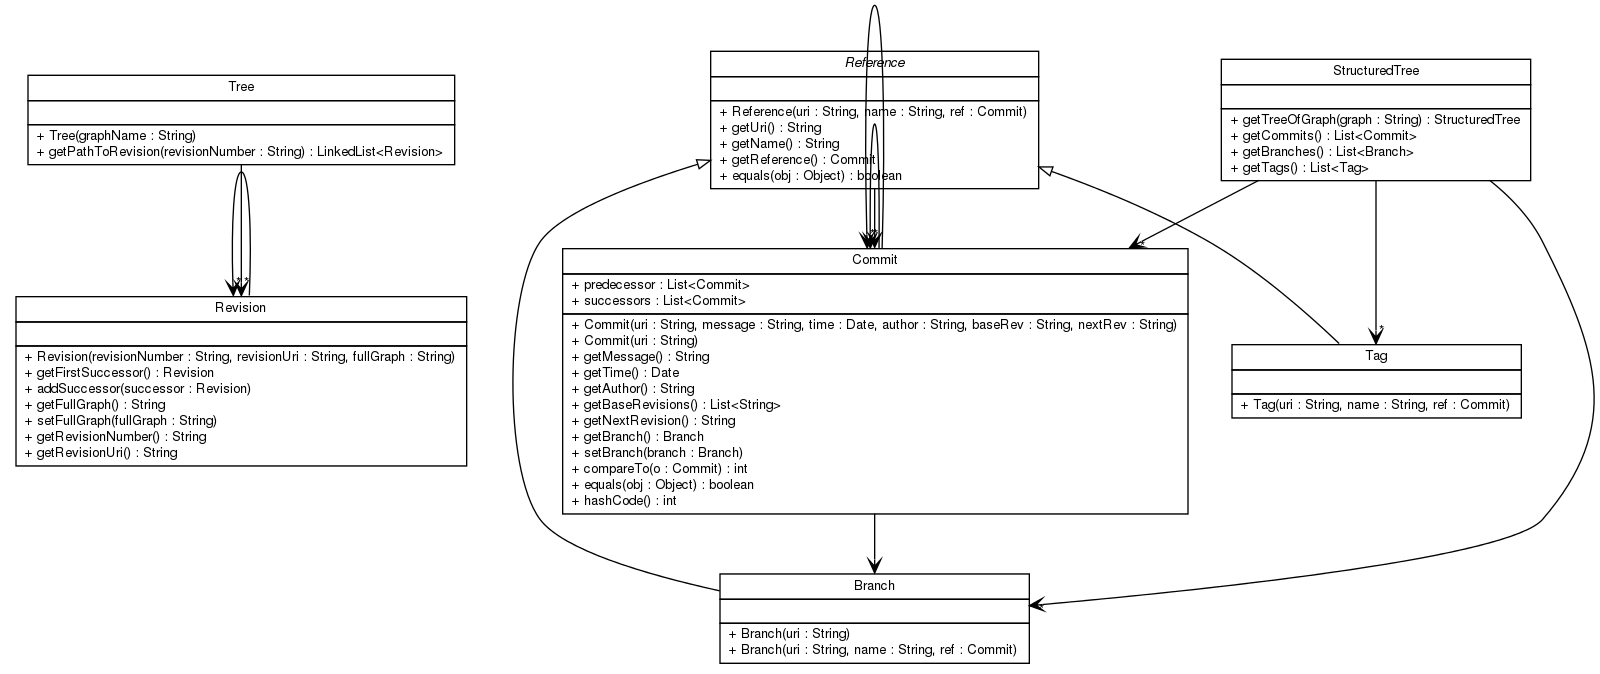 Tree
+ Tree(graphName : String)
+ getPathToRevision(revisionNumber : String) : LinkedList<Revision>
*
*
Revision
+ Revision(revisionNumber : String, revisionUri : String, fullGraph : String)
+ getFirstSuccessor() : Revision
+ addSuccessor(successor : Revision)
+ getFullGraph() : String
+ setFullGraph(fullGraph : String)
+ getRevisionNumber() : String
+ getRevisionUri() : String
Reference
+ Reference(uri : String, name : String, ref : Commit)
+ getUri() : String
+ getName() : String
+ getReference() : Commit
+ equals(obj : Object) : boolean
*
*
Commit
+ predecessor : List<Commit>
+ successors : List<Commit>
+ Commit(uri : String, message : String, time : Date, author : String, baseRev : String, nextRev : String)
+ Commit(uri : String)
+ getMessage() : String
+ getTime() : Date
+ getAuthor() : String
+ getBaseRevisions() : List<String>
+ getNextRevision() : String
+ getBranch() : Branch
+ setBranch(branch : Branch)
+ compareTo(o : Commit) : int
+ equals(obj : Object) : boolean
+ hashCode() : int
Branch
+ Branch(uri : String)
+ Branch(uri : String, name : String, ref : Commit)
StructuredTree
+ getTreeOfGraph(graph : String) : StructuredTree
+ getCommits() : List<Commit>
+ getBranches() : List<Branch>
+ getTags() : List<Tag>
*
*
*
Tag
+ Tag(uri : String, name : String, ref : Commit)